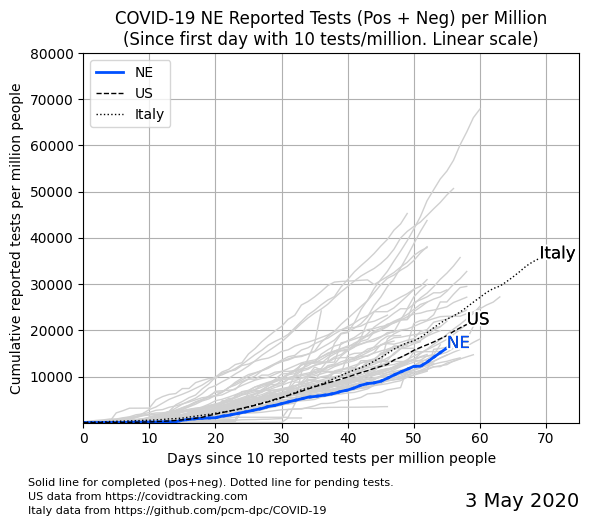 COVID-19 NE Reported Tests (Pos + Neg) per Million
(Since first day with 10 tests/million. Linear scale)
Cumulative reported tests per million people
80000
70000
60000
50000
40000
30000
20000
10000
NE
US
Italy
Italy
US
NE
0 10 20 30 40 50 60 70
Days since 10 reported tests per million people
Solid line for completed (pos+neg). Dotted line for pending tests.
US data from https://covidtracking.com
Italy data from https://github.com/pcm-dpc/COVID-19
3 May 2020